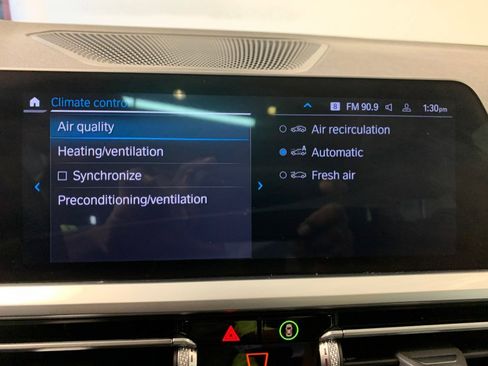 Climate control
8 FM 90.9 1:30pm
Air quality
Heating/ventilation
Synchronize
Preconditioning/ventilation
Air recirculation
Automatic
Fresh air